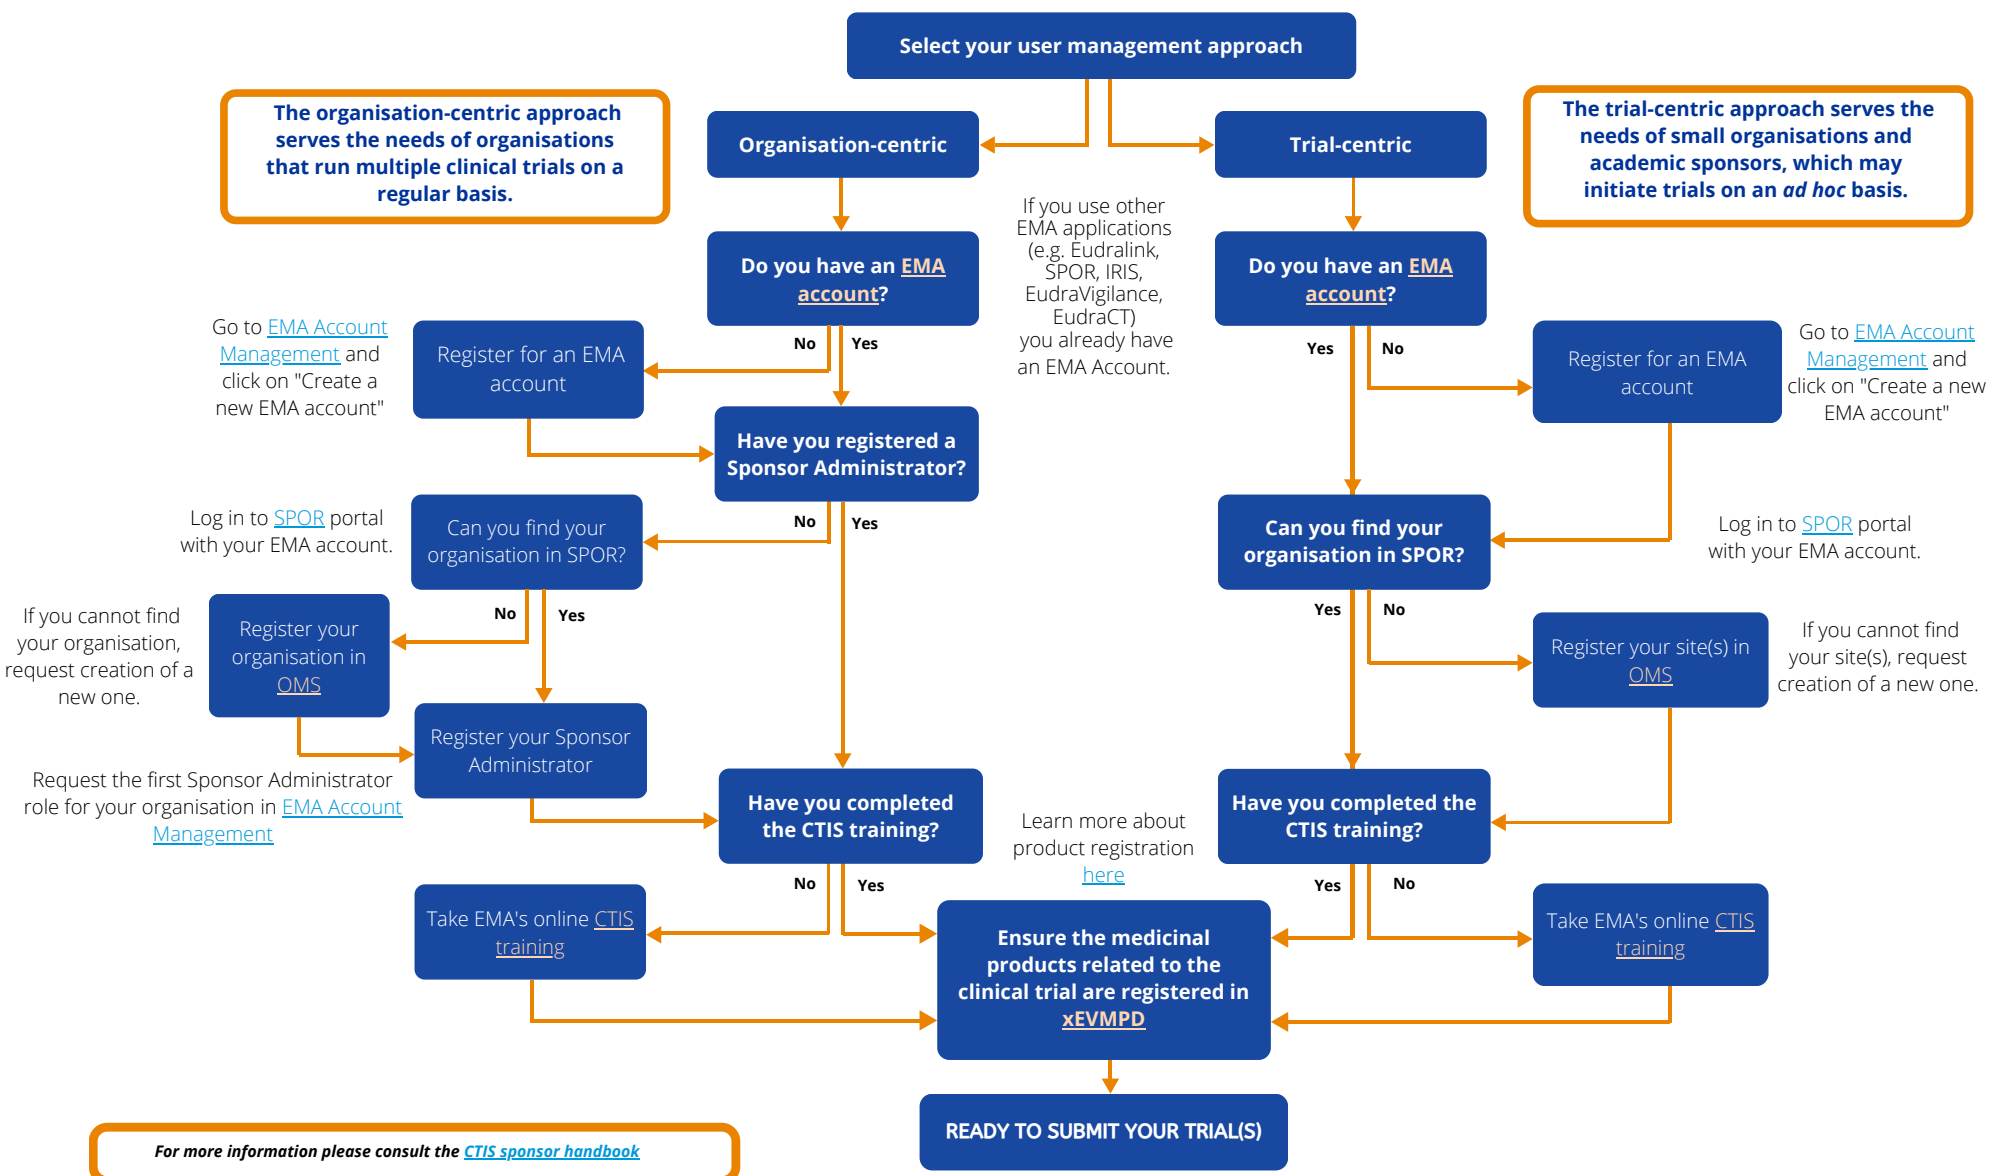 Select your user management approach
The organisation-centric approach
serves the needs of organisations
that run multiple clinical trials on a
regular basis.
Organisation-centric
Trial-centric
The trial-centric approach serves the
needs of small organisations and
academic sponsors, which may
initiate trials on an ad hoc basis.
If you use other
EMA applications
(e.g. Eudralink,
SPOR, IRIS,
EudraVigilance,
EudraCT)
you already have
an EMA Account.
Do you have an EMA
account?
Do you have an EMA
account?
No
Yes
Yes
No
Go to EMA Account
Management and
click on "Create a
new EMA account"
Register for an EMA
account
Register for an EMA
account
Go to EMA Account
Management and
click on "Create a new
EMA account"
Have you registered a
Sponsor Administrator?
No
Yes
Log in to SPOR portal
with your EMA account.
Can you find your
organisation in SPOR?
Can you find your
organisation in SPOR?
Log in to SPOR portal
with your EMA account.
No
Yes
Yes
No
If you cannot find
your organisation,
request creation of a
new one.
Register your
organisation in
OMS
Register your site(s) in
OMS
If you cannot find
your site(s), request
creation of a new one.
Register your Sponsor
Administrator
Request the first Sponsor Administrator
role for your organisation in EMA Account
Management
Have you completed
the CTIS training?
Learn more about
product registration
here
Have you completed the
CTIS training?
No
Yes
Yes
No
Take EMA's online CTIS
training
Ensure the medicinal
products related to the
clinical trial are registered in
xEVMPD
Take EMA's online CTIS
training
READY TO SUBMIT YOUR TRIAL(S)
For more information please consult the CTIS sponsor handbook